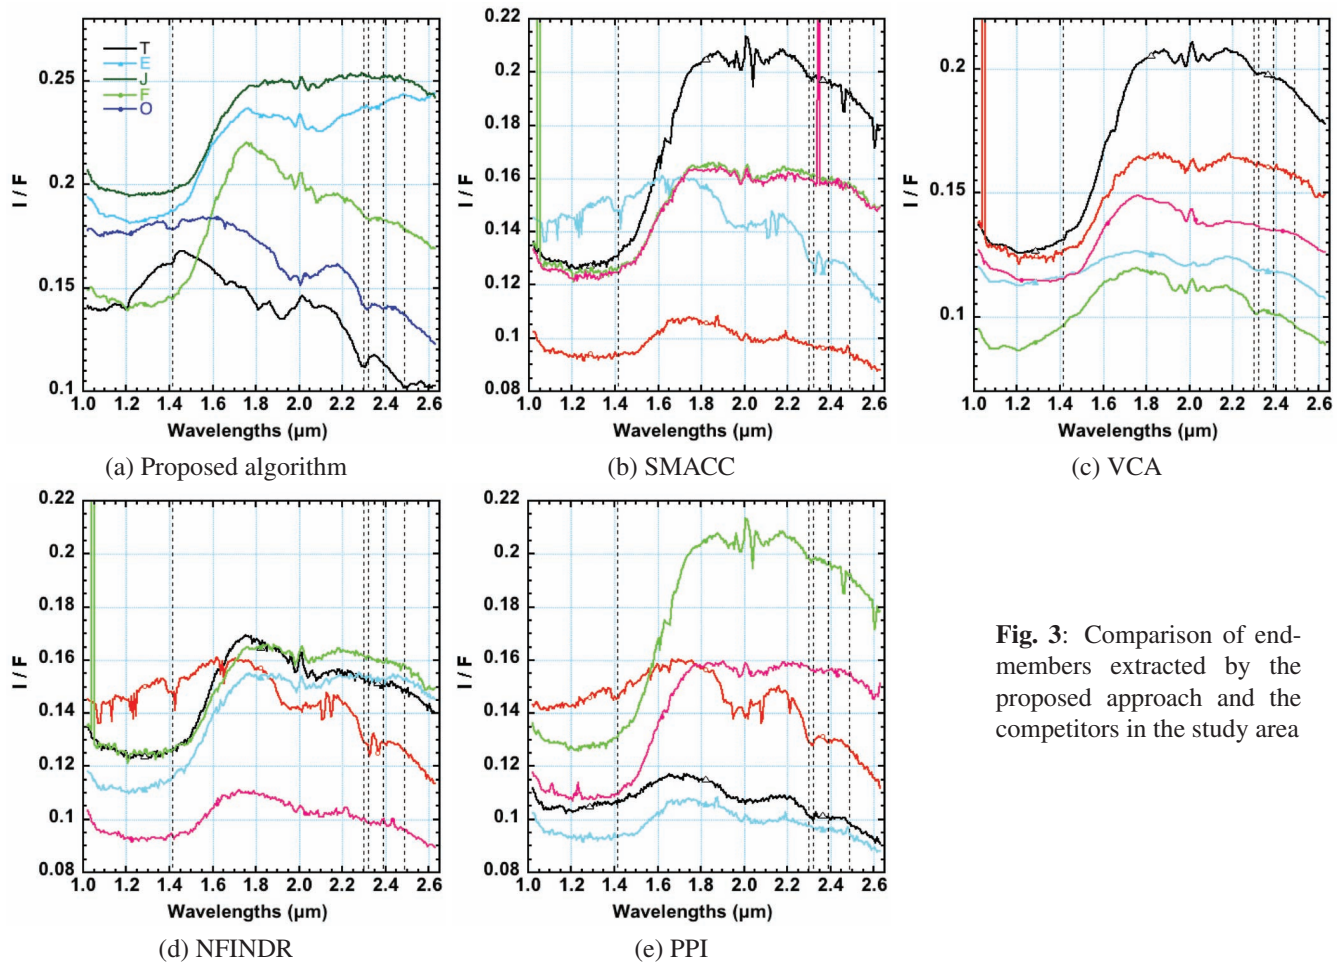 0.25
0.2
0.15
0.1
I / F
T
E
J
F
O
1.0 1.2 1.4 1.6 1.8 2.0 2.2 2.4 2.6
Wavelengths (μm)
(a) Proposed algorithm
0.22
0.2
0.18
0.16
0.14
0.12
0.1
0.08
I / F
1.0 1.2 1.4 1.6 1.8 2.0 2.2 2.4 2.6
Wavelengths (μm)
(b) SMACC
0.2
0.15
0.1
I / F
1.0 1.2 1.4 1.6 1.8 2.0 2.2 2.4 2.6
Wavelengths (μm)
(c) VCA
0.22
0.2
0.18
0.16
0.14
0.12
0.1
0.08
I / F
1.0 1.2 1.4 1.6 1.8 2.0 2.2 2.4 2.6
Wavelengths (μm)
(d) NFINDR
0.22
0.2
0.18
0.16
0.14
0.12
0.1
0.08
I / F
1.0 1.2 1.4 1.6 1.8 2.0 2.2 2.4 2.6
Wavelengths (μm)
(e) PPI
Fig. 3: Comparison of end-
members extracted by the
proposed approach and the
competitors in the study area